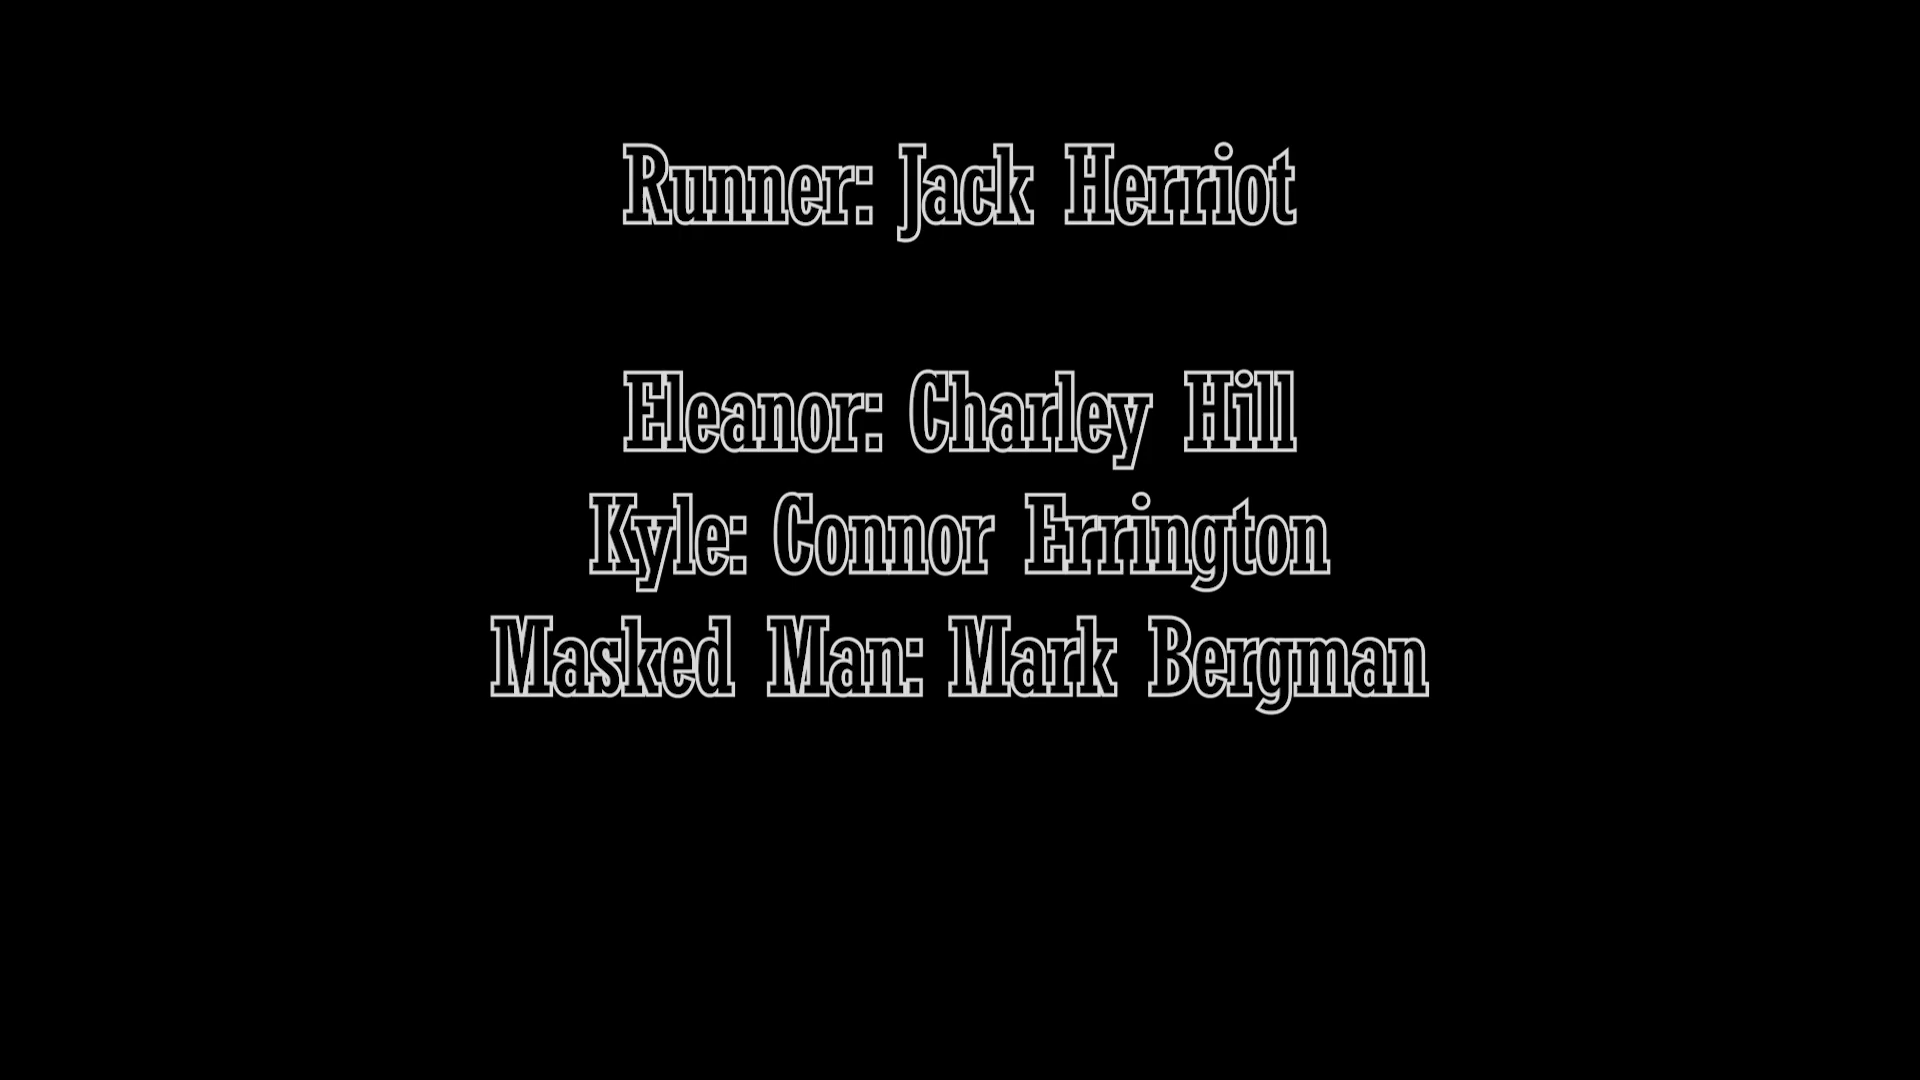 Runner: Jack Herriot
Eleanor: Charley Hill
Kyle: Connor Errington
Masked Man: Mark Bergman